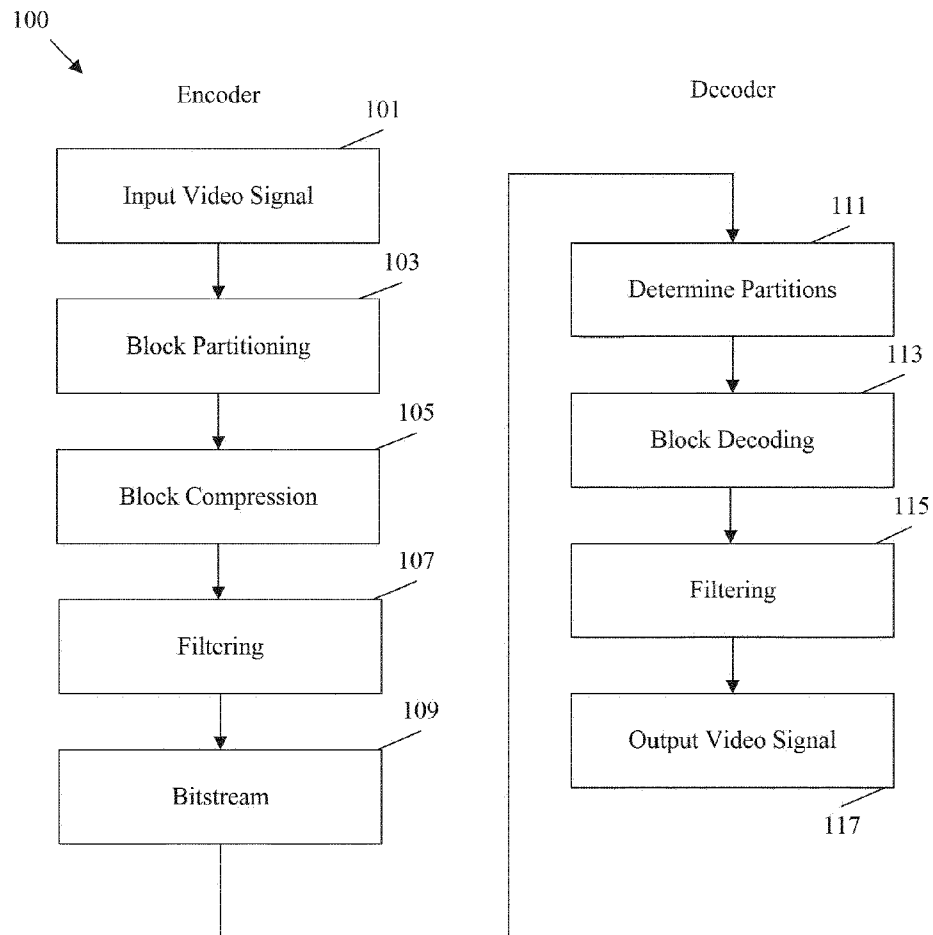 100
Encoder
101
Input Video Signal
103
Block Partitioning
105
Block Compression
107
Filtering
109
Bitstream
Decoder
111
Determine Partitions
113
Block Decoding
115
Filtering
Output Video Signal
117